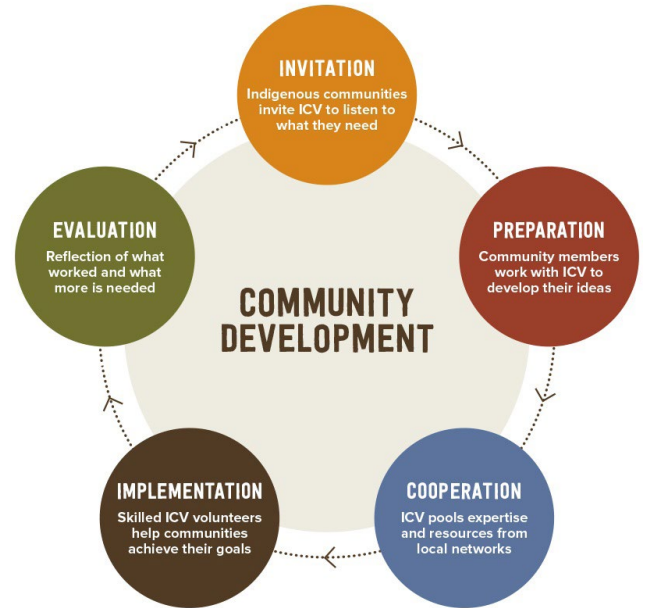 INVITATION
Indigenous communities
invite ICV to listen to
what they need
PREPARATION
Community members
work with ICV to
develop their ideas
COOPERATION
ICV pools expertise
and resources from
local networks
IMPLEMENTATION
Skilled ICV volunteers
help communities
achieve their goals
EVALUATION
Reflection of what
worked and what
more is needed
COMMUNITY
DEVELOPMENT